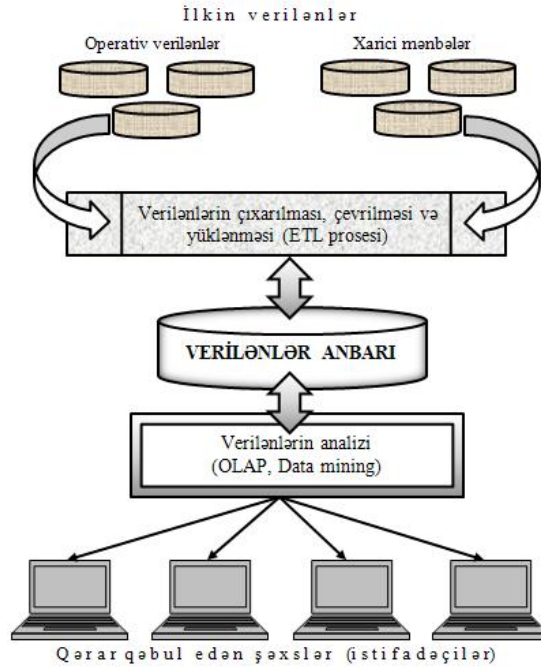 İlkin verilənlər
Operativ verilənlər
Xarici mənbələr
Verilənlərin çıxarılması, çevrilməsi və
yüklənməsi (ETL prosesi)
VERİLƏNLƏR ANBARI
Verilənlərin analizi
(OLAP, Data mining)
Qərar qəbul edən şəxslər (istifadəçilər)